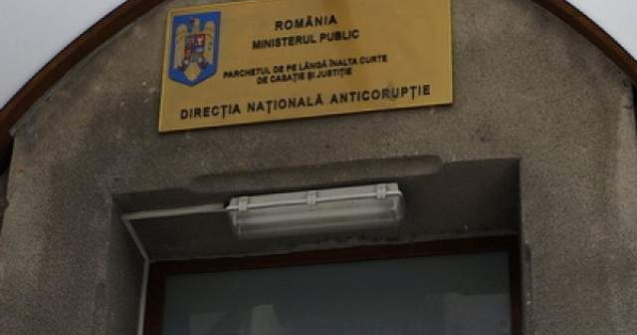 ROMÂNIA
MINISTERUL PUBLIC
PARCHETUL DE PE LÂNGĂ ÎNALTA CURTE
DE CASAȚIE ȘI JUSTIȚIE
DIRECȚIA NAȚIONALĂ ANTICORUPȚIE